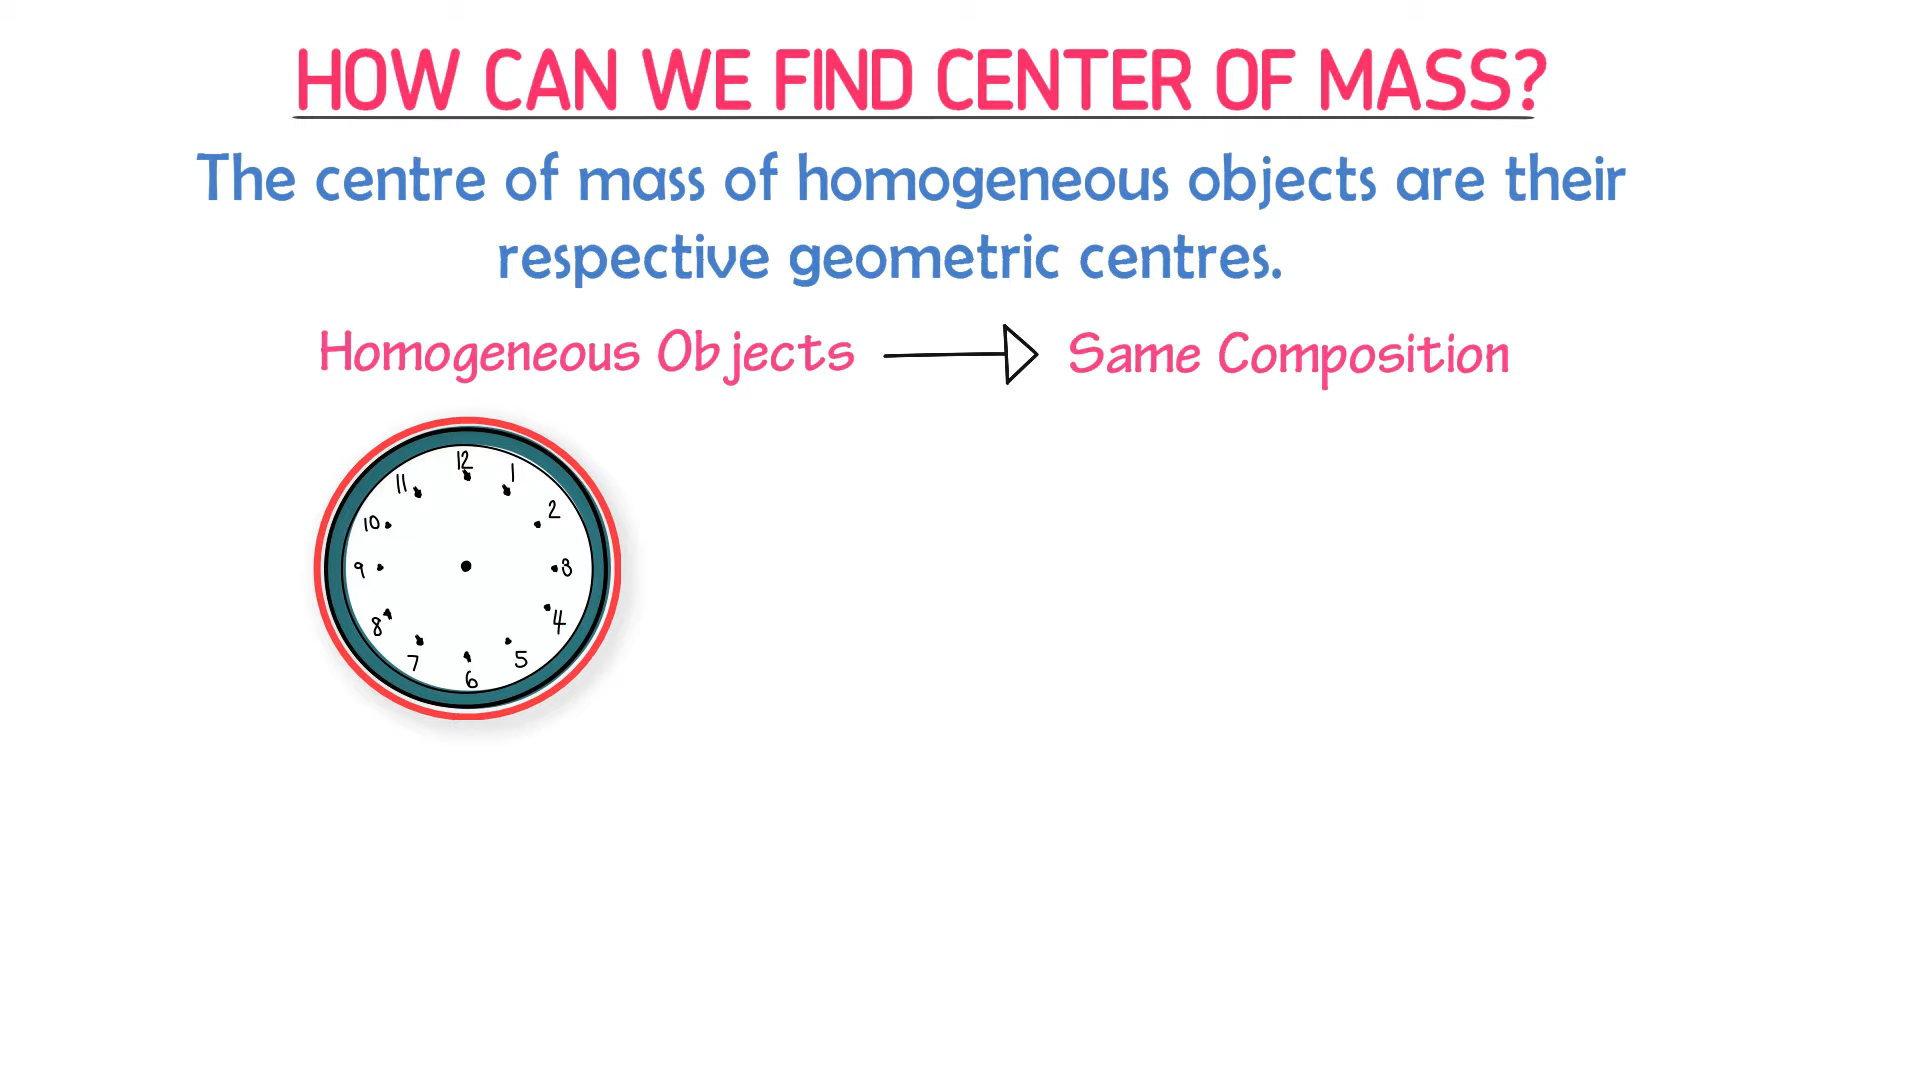 HOW CAN WE FIND CENTER OF MASS?
The centre of mass of homogeneous objects are their
respective geometric centres.
Homogeneous Objects
Same Composition
12
1
2
3
4
5
6
7
8
9
10
11